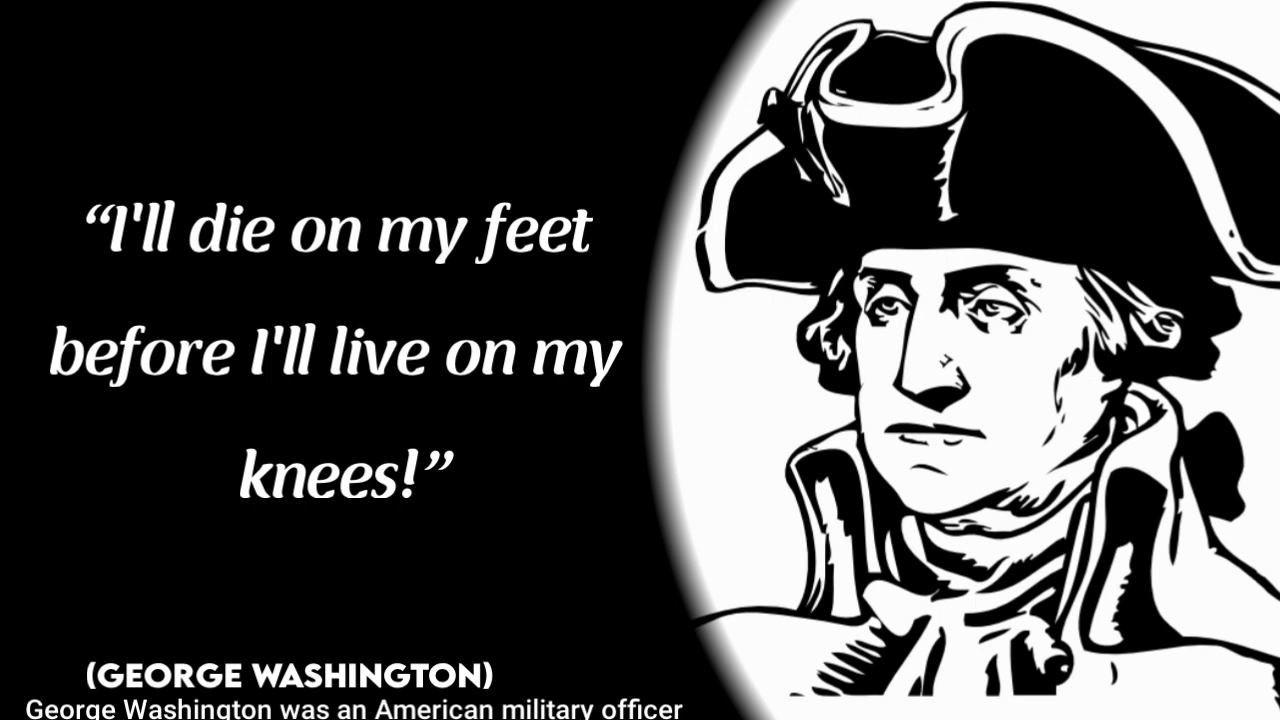 “I'll die on my feet
before I'll live on my
knees!”
(GEORGE WASHINGTON)
George Washington was an American military officer